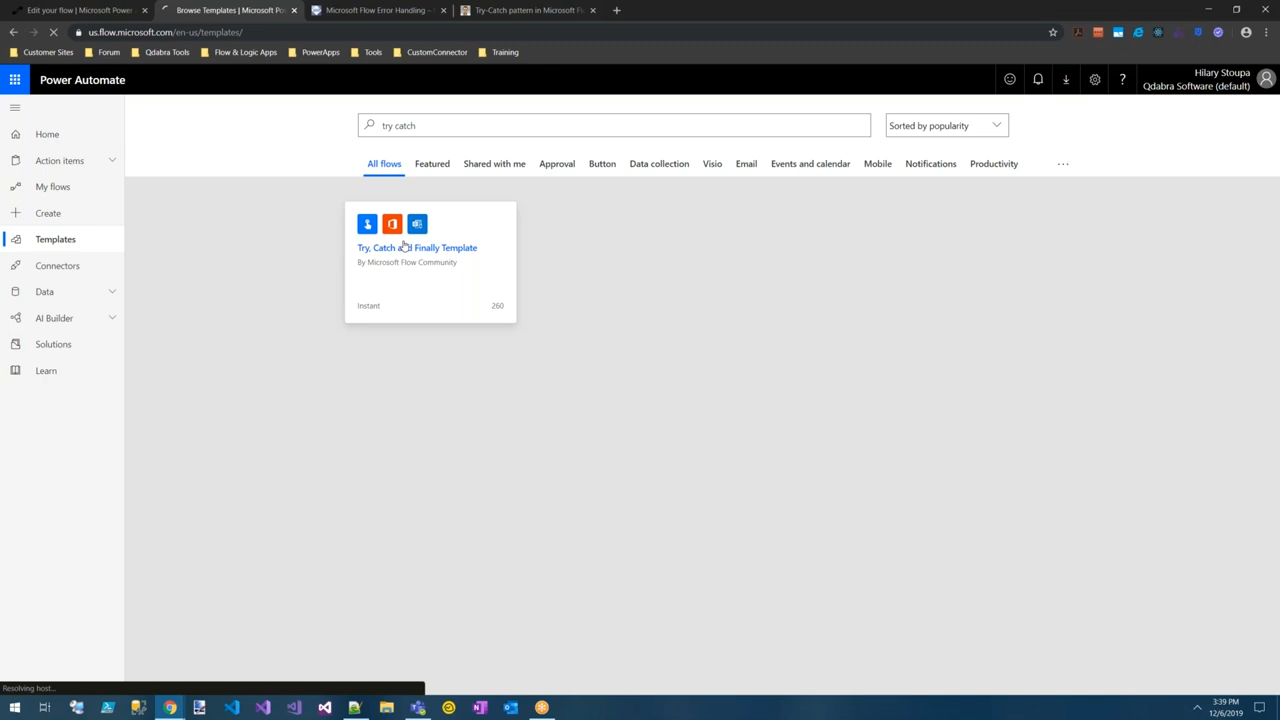 Edit your flow | Microsoft Power
Browse Templates | Microsoft Po
Microsoft Flow Error Handling -
Try-Catch pattern in Microsoft Fl
us.flow.microsoft.com/en-us/templates/
Customer Sites
Forum
Qdabra Tools
Flow & Logic Apps
PowerApps
Tools
CustomConnector
Training
Power Automate
Hilary Stoupa
Qdabra Software (default)
Home
Action items
My flows
Create
Templates
Connectors
Data
AI Builder
Solutions
Learn
try catch
Sorted by popularity
All flows
Featured
Shared with me
Approval
Button
Data collection
Visio
Email
Events and calendar
Mobile
Notifications
Productivity
Try, Catch and Finally Template
By Microsoft Flow Community
Instant
260
Resolving host...
3:39 PM
12/6/2019